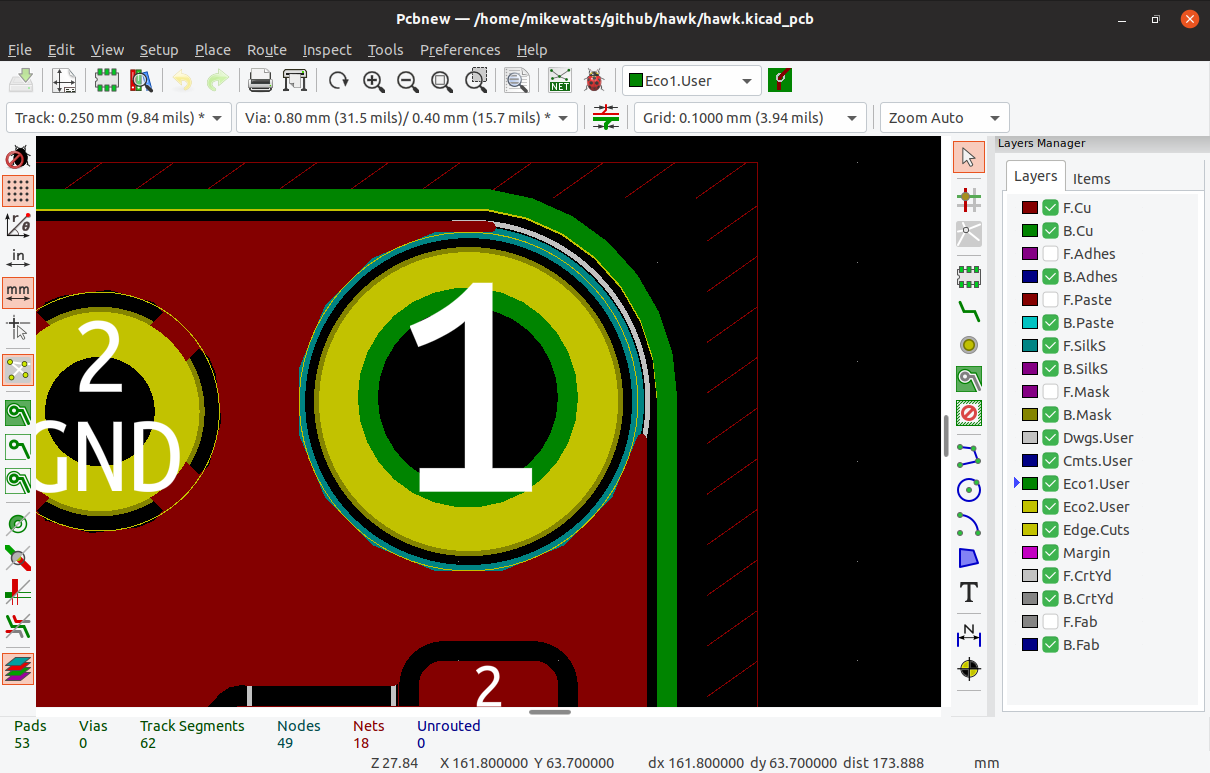 Pcbnew — /home/mikewatts/github/hawk/hawk.kicad_pcb
File Edit View Setup Place Route Inspect Tools Preferences Help
NET
Eco1.User
Track: 0.250 mm (9.84 mils) *
Via: 0.80 mm (31.5 mils)/ 0.40 mm (15.7 mils) *
Grid: 0.1000 mm (3.94 mils)
Zoom Auto
r
θ
in
mm
2
GND
1
2
T
N
Layers Manager
Layers Items
F.Cu
B.Cu
F.Adhes
B.Adhes
F.Paste
B.Paste
F.SilkS
B.SilkS
F.Mask
B.Mask
Dwgs.User
Cmts.User
Eco1.User
Eco2.User
Edge.Cuts
Margin
F.CrtYd
B.CrtYd
F.Fab
B.Fab
Pads Vias Track Segments Nodes Nets Unrouted
53 0 62 49 18 0
Z 27.84 X 161.800000 Y 63.700000 dx 161.800000 dy 63.700000 dist 173.888 mm